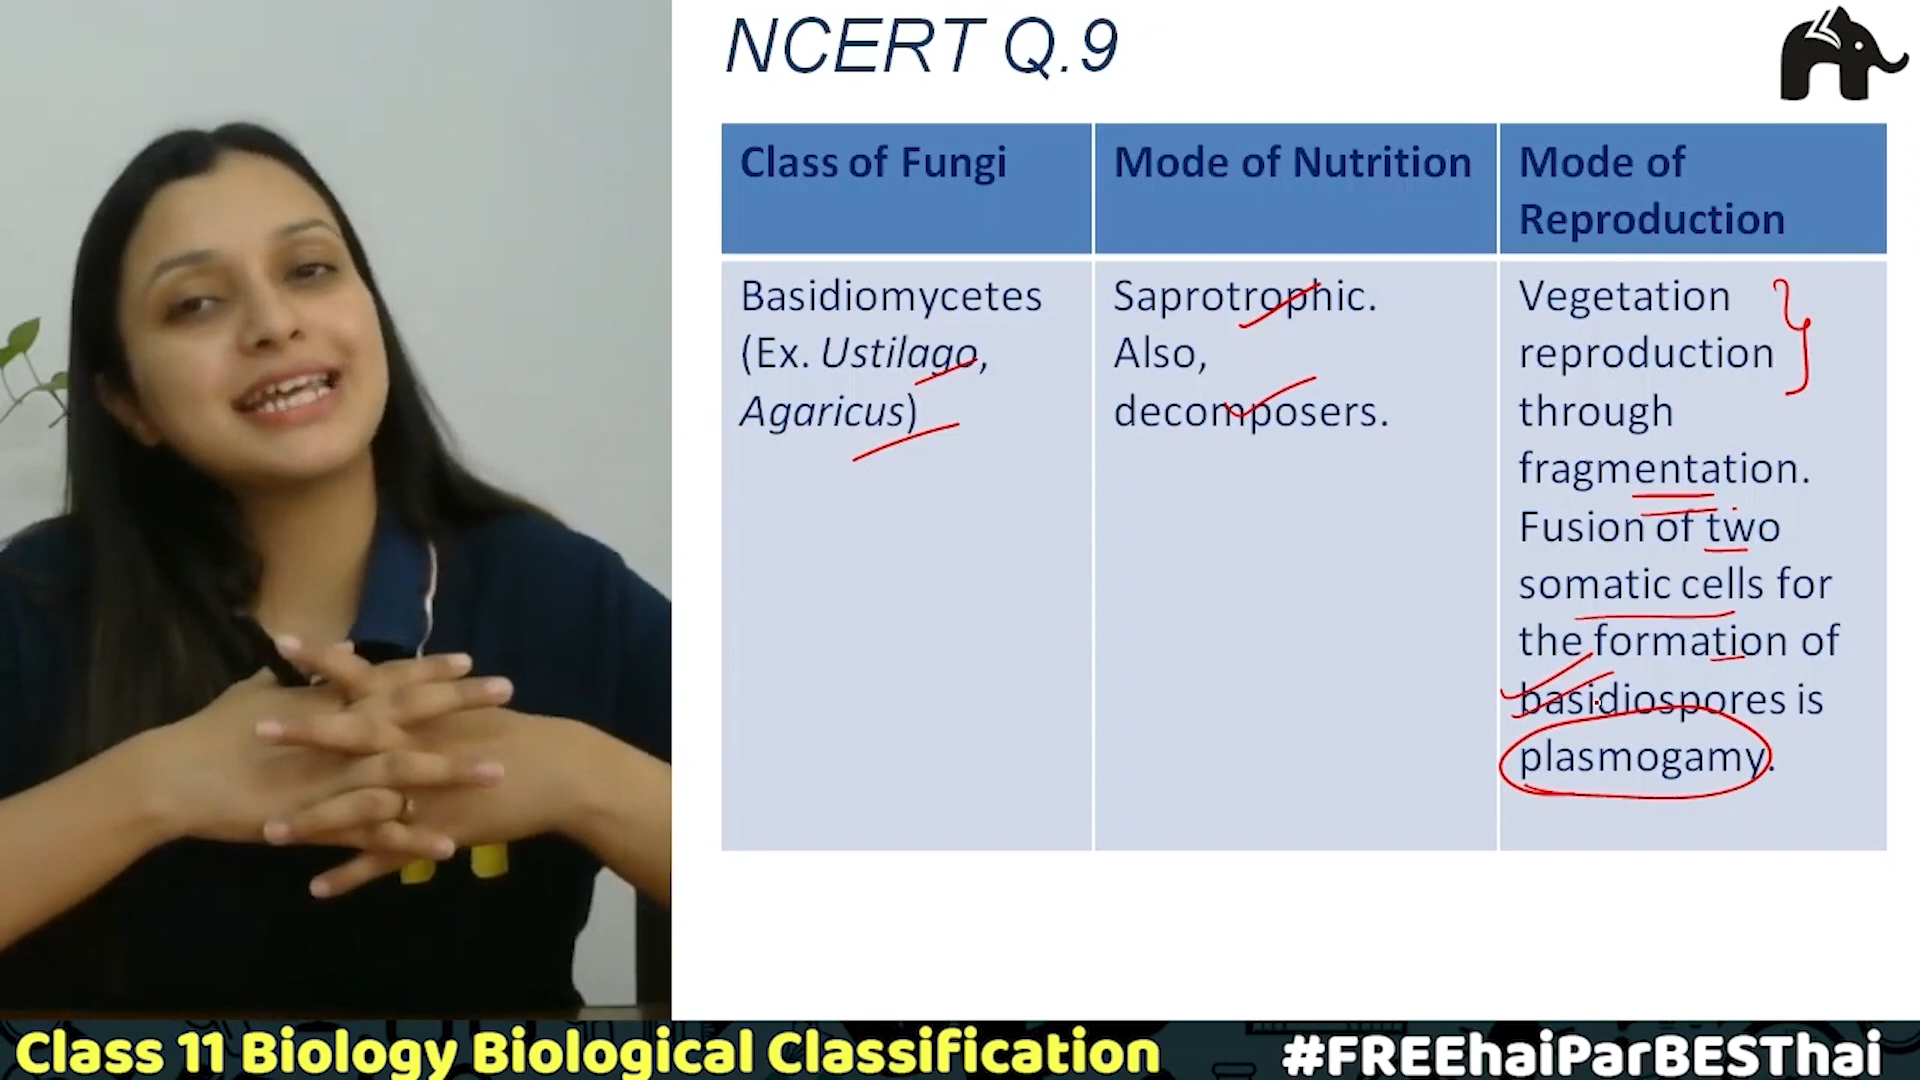 NCERT Q.9
Class of Fungi
Mode of Nutrition
Mode of
Reproduction
Basidiomycetes
(Ex. Ustilago,
Agaricus)
Saprotrophic.
Also,
decomposers.
Vegetation
reproduction
through
fragmentation.
Fusion of two
somatic cells for
the formation of
basidiospores is
plasmogamy.
Class 11 Biology Biological Classification
#FREEhaiParBESThai